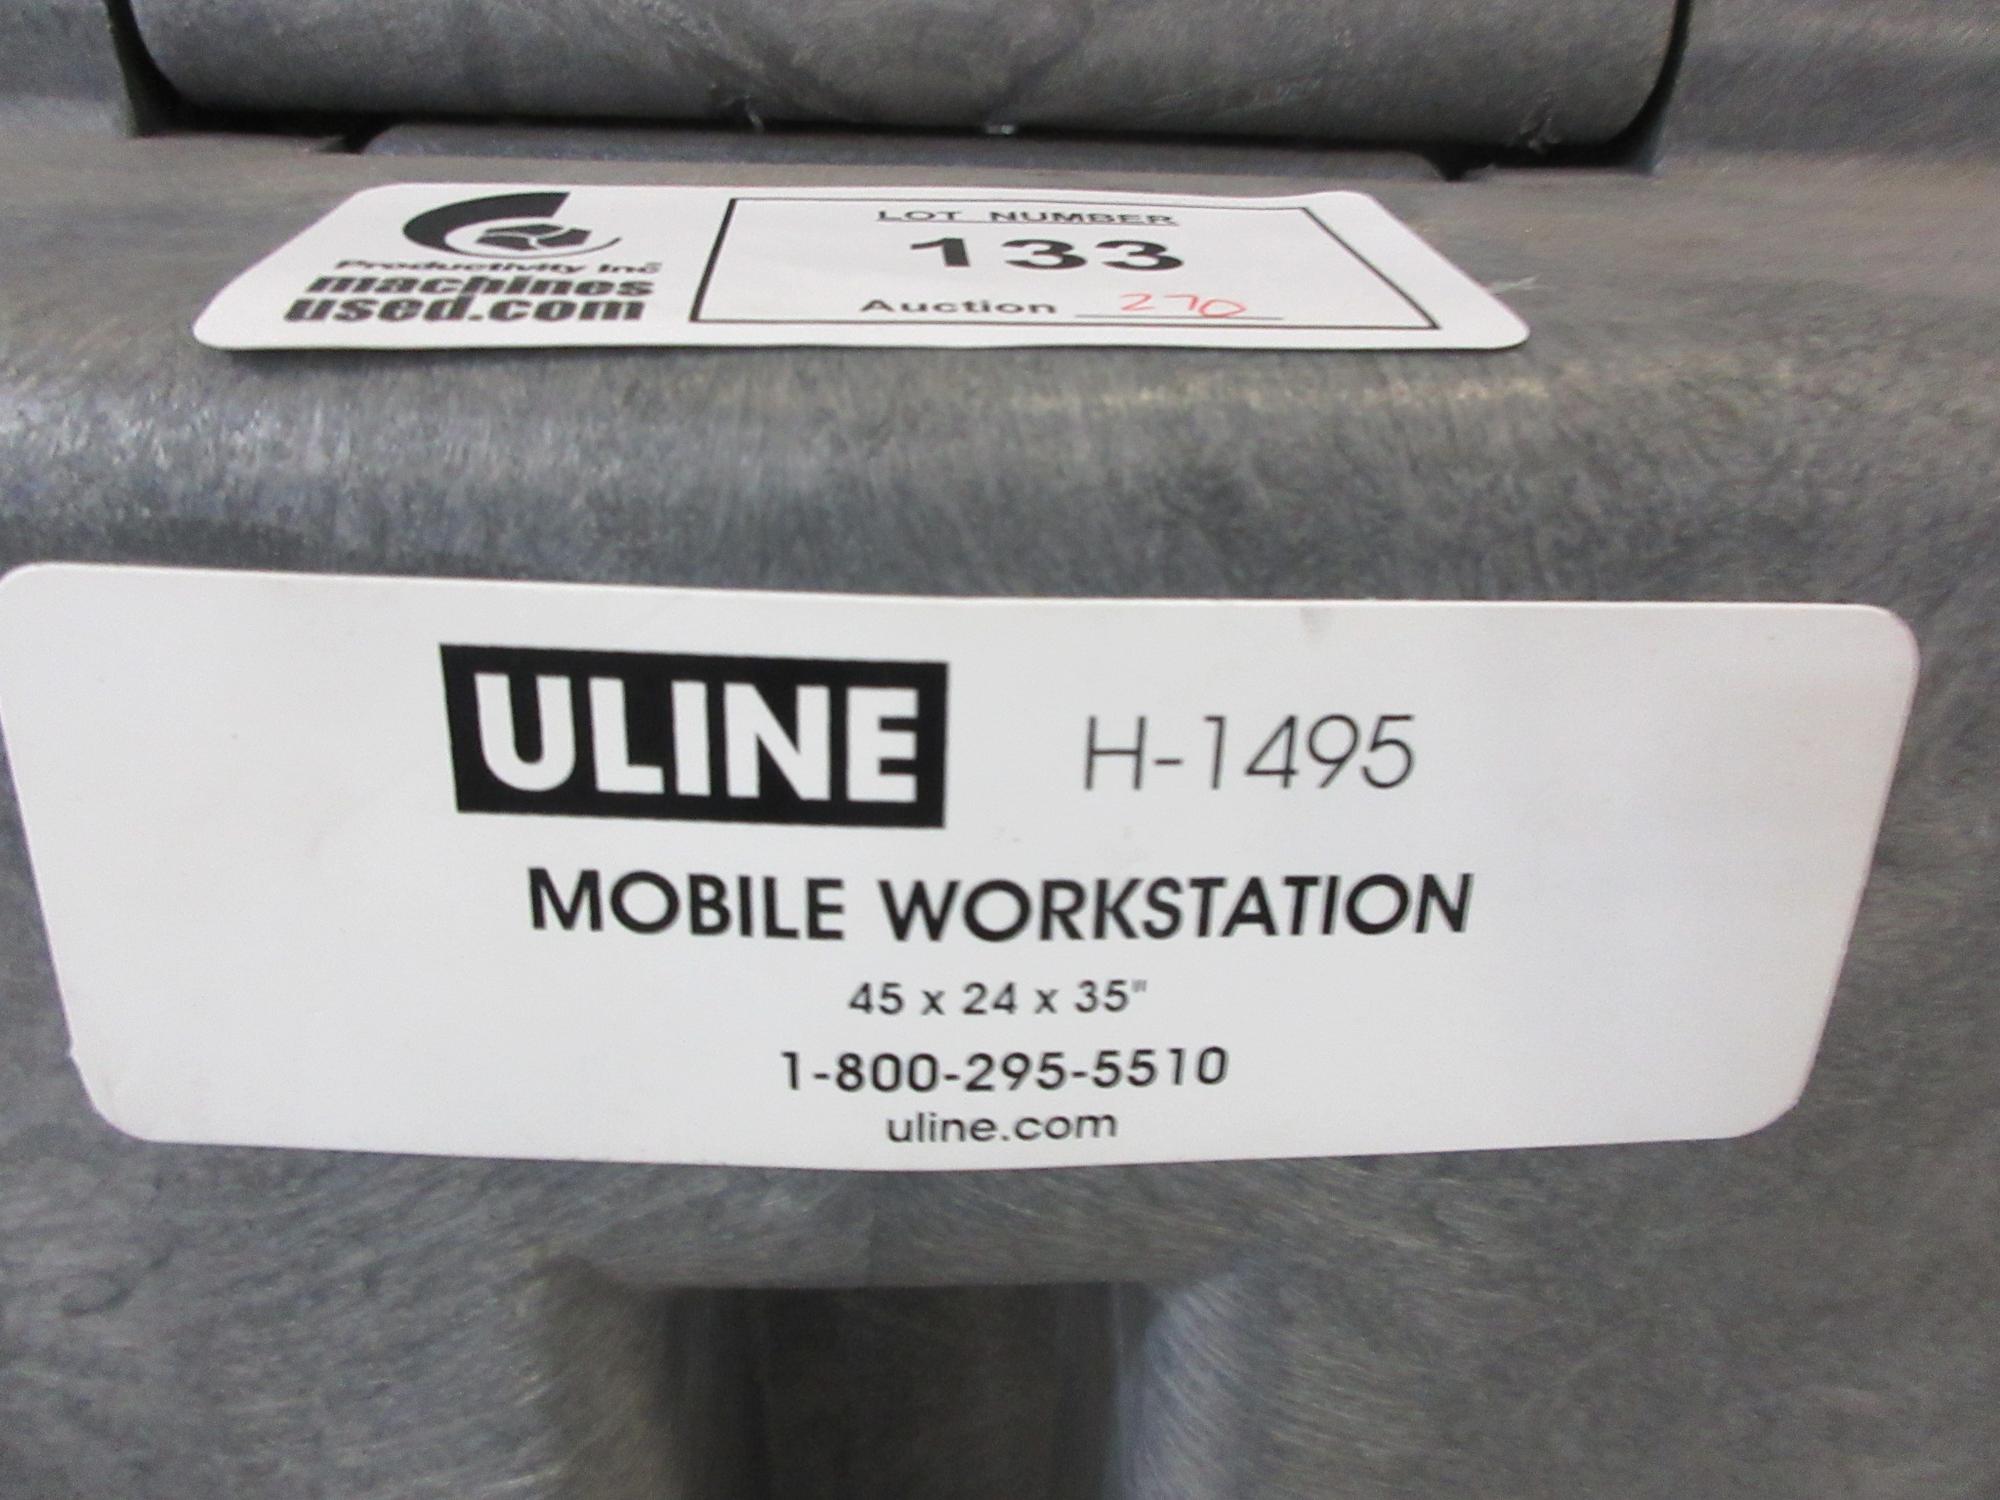 Productivity Inc
machines
used.com
LOT NUMBER
133
Auction 270
ULINE H-1495
MOBILE WORKSTATION
45 x 24 x 35"
1-800-295-5510
uline.com